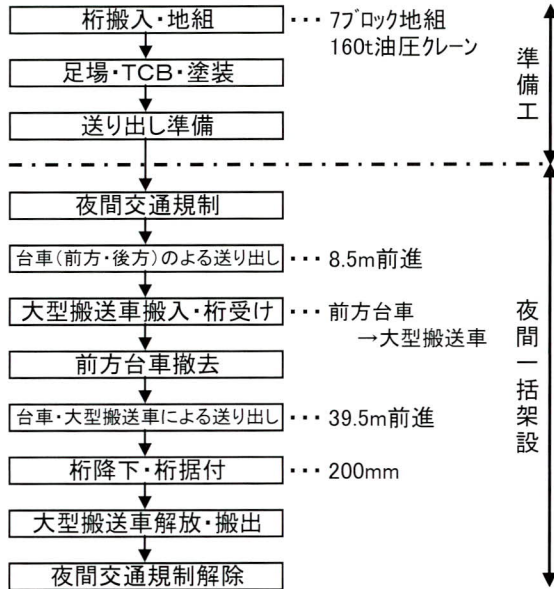 桁搬入・地組 ・・・7ブロック地組
160t油圧クレーン
足場・TCB・塗装
送り出し準備
準備工
夜間交通規制
台車(前方・後方)のよる送り出し ・・・8.5m前進
大型搬送車搬入・桁受け ・・・前方台車
→大型搬送車
前方台車撤去
台車・大型搬送車による送り出し ・・・39.5m前進
桁降下・桁据付 ・・・200mm
大型搬送車解放・搬出
夜間交通規制解除
夜間一括架設